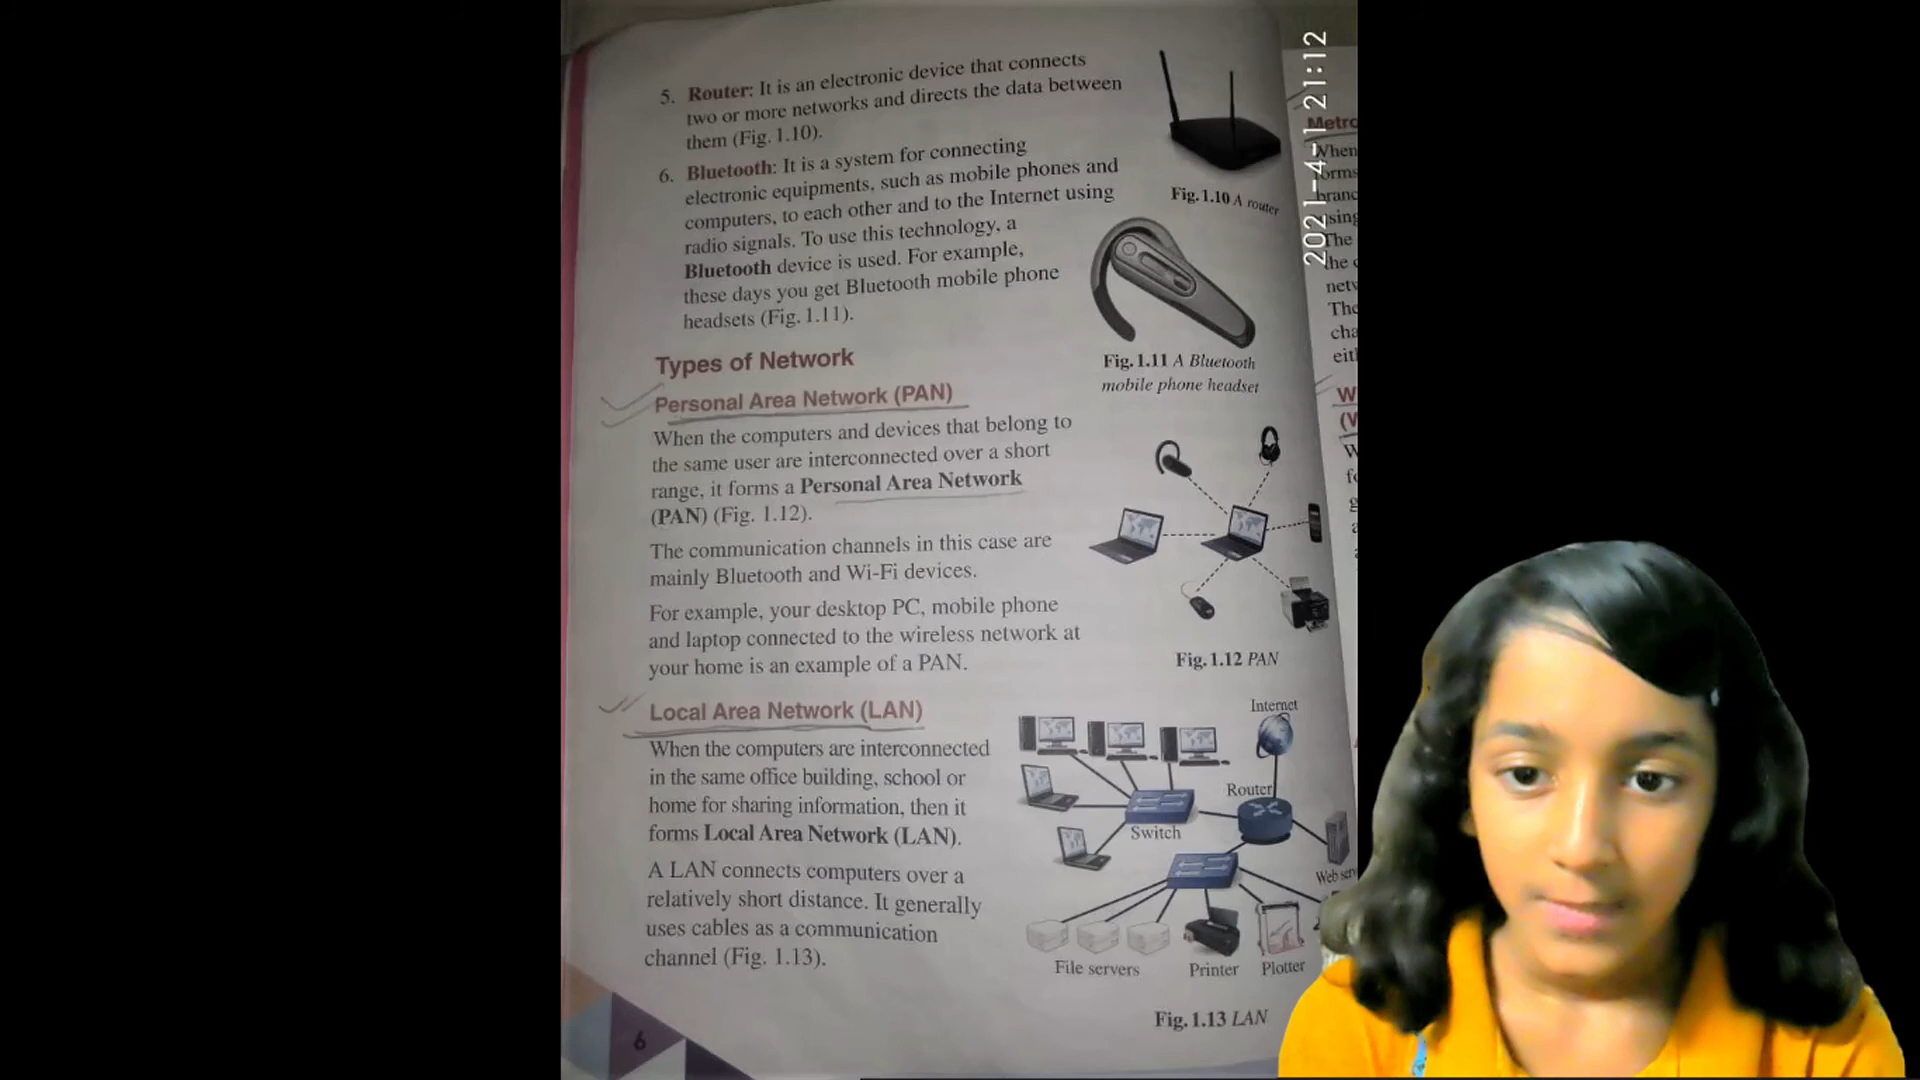 5. Router: It is an electronic device that connects
two or more networks and directs the data between
them (Fig. 1.10).
6. Bluetooth: It is a system for connecting
electronic equipments, such as mobile phones and
computers, to each other and to the Internet using
radio signals. To use this technology, a
Bluetooth device is used. For example,
these days you get Bluetooth mobile phone
headsets (Fig. 1.11).
Fig. 1.10 A router
Fig. 1.11 A Bluetooth
mobile phone headset
Types of Network
Personal Area Network (PAN)
When the computers and devices that belong to
the same user are interconnected over a short
range, it forms a Personal Area Network
(PAN) (Fig. 1.12).
The communication channels in this case are
mainly Bluetooth and Wi-Fi devices.
For example, your desktop PC, mobile phone
and laptop connected to the wireless network at
your home is an example of a PAN.
Fig. 1.12 PAN
Local Area Network (LAN)
When the computers are interconnected
in the same office building, school or
home for sharing information, then it
forms Local Area Network (LAN).
A LAN connects computers over a
relatively short distance. It generally
uses cables as a communication
channel (Fig. 1.13).
Internet
Router
Switch
Web
File servers Printer Plotter
Fig. 1.13 LAN
6
2021-4-1 21:12
When
The